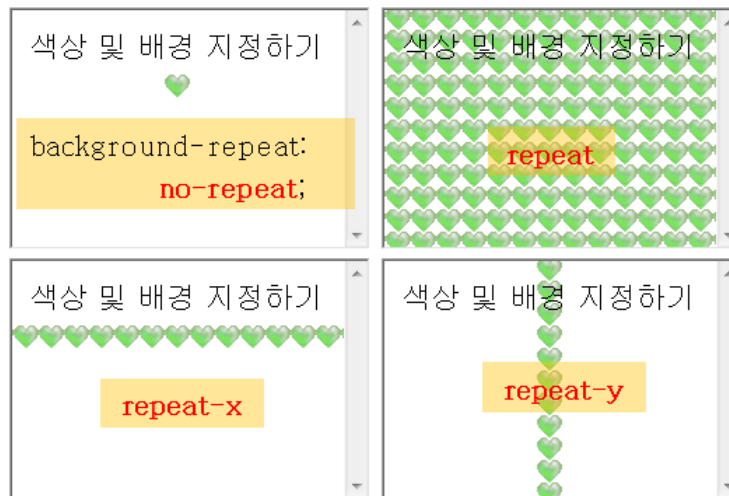 색상 및 배경 지정하기
background-repeat:
no-repeat;
색상 및 배경 지정하기
repeat
색상 및 배경 지정하기
repeat-x
색상 및 배경 지정하기
repeat-y